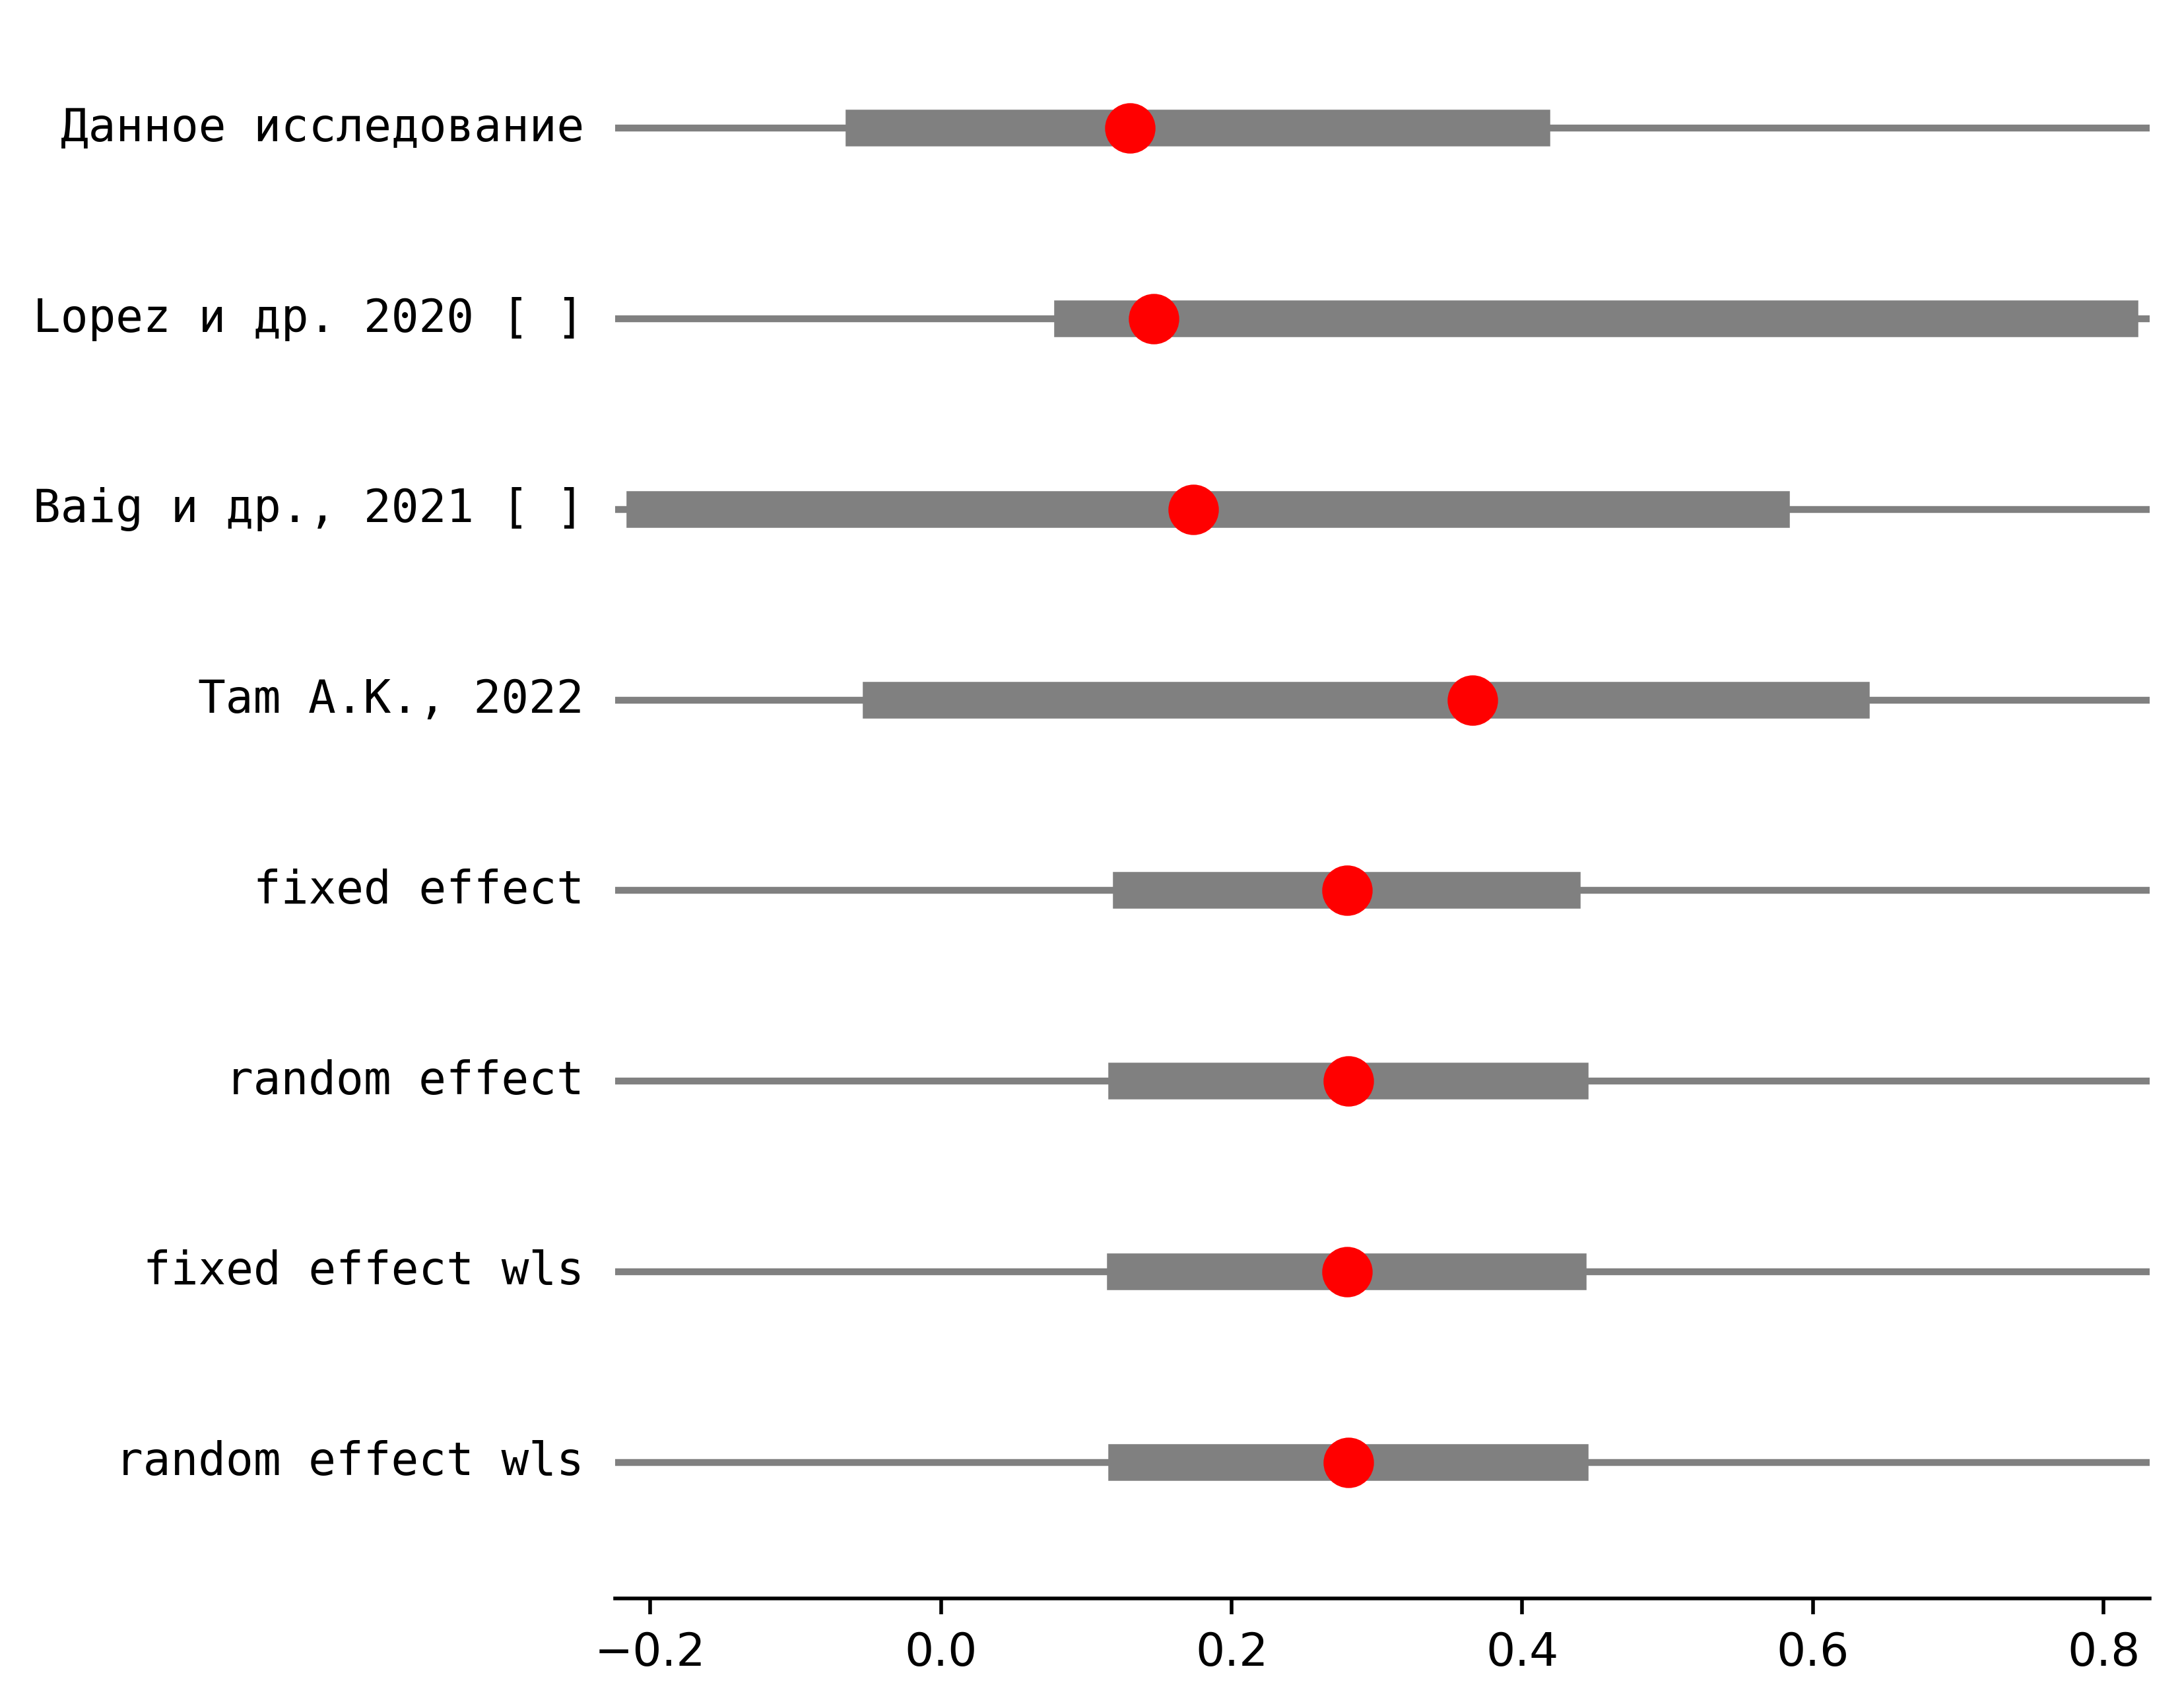 Данное исследование
Lopez и др. 2020 [ ]
Baig и др., 2021 [ ]
Tam A.K., 2022
fixed effect
random effect
fixed effect wls
random effect wls
−0.2 0.0 0.2 0.4 0.6 0.8